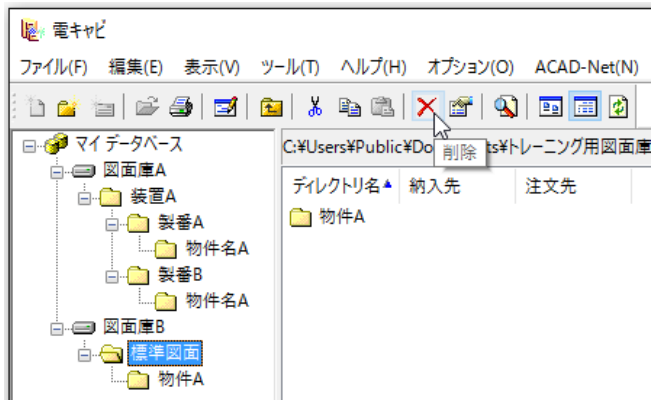 電キャビ
ファイル(F) 編集(E) 表示(V) ツール(T) ヘルプ(H) オプション(O) ACAD-Net(N)
マイ データベース
図面庫A
装置A
製番A
物件名A
製番B
物件名A
図面庫B
標準図面
物件A
C:¥Users¥Public¥Do ts¥トレーニング用図面庫
削除
ディレクトリ名 納入先 注文先
物件A